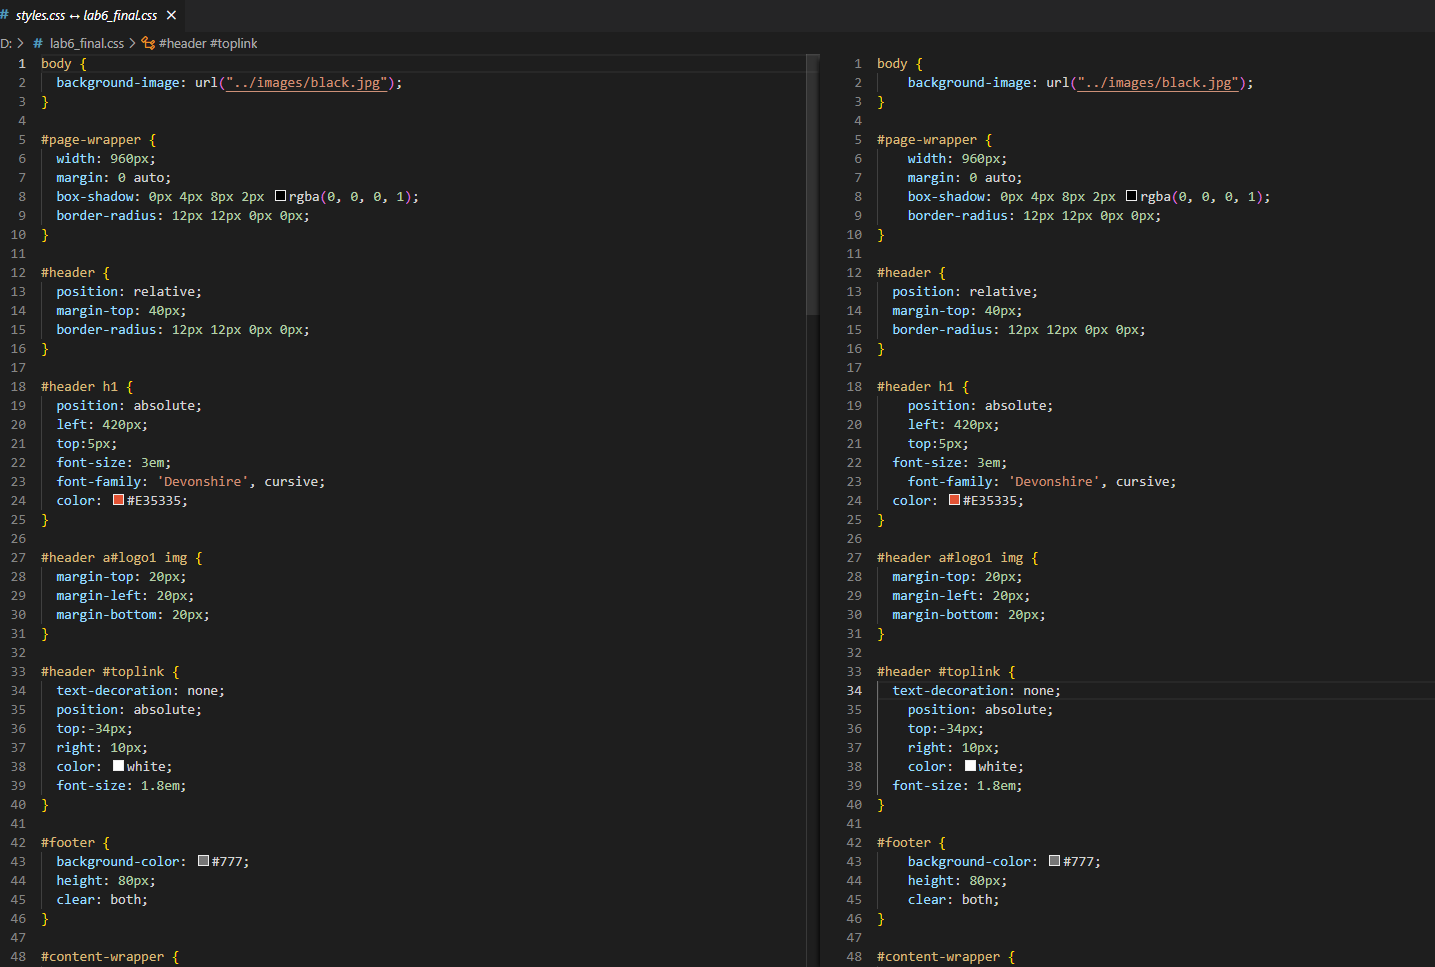 # styles.css ↔ lab6_final.css ×
D: > # lab6_final.css > #header #toplink
1 body {
2   background-image: url("../images/black.jpg");
3 }
4
5 #page-wrapper {
6   width: 960px;
7   margin: 0 auto;
8   box-shadow: 0px 4px 8px 2px rgba(0, 0, 0, 1);
9   border-radius: 12px 12px 0px 0px;
10 }
11
12 #header {
13   position: relative;
14   margin-top: 40px;
15   border-radius: 12px 12px 0px 0px;
16 }
17
18 #header h1 {
19   position: absolute;
20   left: 420px;
21   top:5px;
22   font-size: 3em;
23   font-family: 'Devonshire', cursive;
24   color: #E35335;
25 }
26
27 #header a#logo1 img {
28   margin-top: 20px;
29   margin-left: 20px;
30   margin-bottom: 20px;
31 }
32
33 #header #toplink {
34   text-decoration: none;
35   position: absolute;
36   top:-34px;
37   right: 10px;
38   color: white;
39   font-size: 1.8em;
40 }
41
42 #footer {
43   background-color: #777;
44   height: 80px;
45   clear: both;
46 }
47
48 #content-wrapper {
1 body {
2     background-image: url("../images/black.jpg");
3 }
4
5 #page-wrapper {
6     width: 960px;
7     margin: 0 auto;
8     box-shadow: 0px 4px 8px 2px rgba(0, 0, 0, 1);
9     border-radius: 12px 12px 0px 0px;
10 }
11
12 #header {
13   position: relative;
14   margin-top: 40px;
15   border-radius: 12px 12px 0px 0px;
16 }
17
18 #header h1 {
19     position: absolute;
20     left: 420px;
21     top:5px;
22   font-size: 3em;
23     font-family: 'Devonshire', cursive;
24   color: #E35335;
25 }
26
27 #header a#logo1 img {
28   margin-top: 20px;
29   margin-left: 20px;
30   margin-bottom: 20px;
31 }
32
33 #header #toplink {
34   text-decoration: none;
35     position: absolute;
36     top:-34px;
37     right: 10px;
38     color: white;
39   font-size: 1.8em;
40 }
41
42 #footer {
43     background-color: #777;
44     height: 80px;
45     clear: both;
46 }
47
48 #content-wrapper {